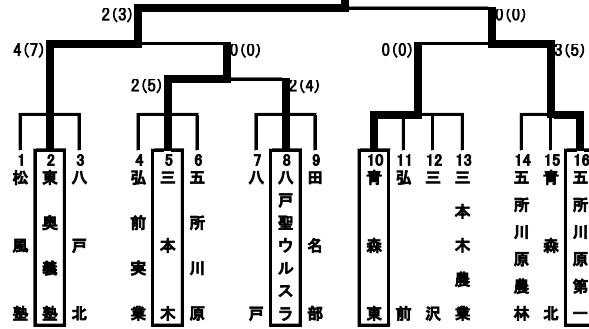 2(3)
0(0)
4(7)
0(0)
0(0)
3(5)
2(5)
2(4)
1
2
3
4
5
6
7
8
9
10
11
12
13
14
15
16
松風塾
東奥義塾
八戸北
弘前実業
三本木
五所川原
八戸
八戸聖ウルスラ
田名部
青森東
弘前
三沢
三本木農業
五所川原農林
青森北
五所川原第一